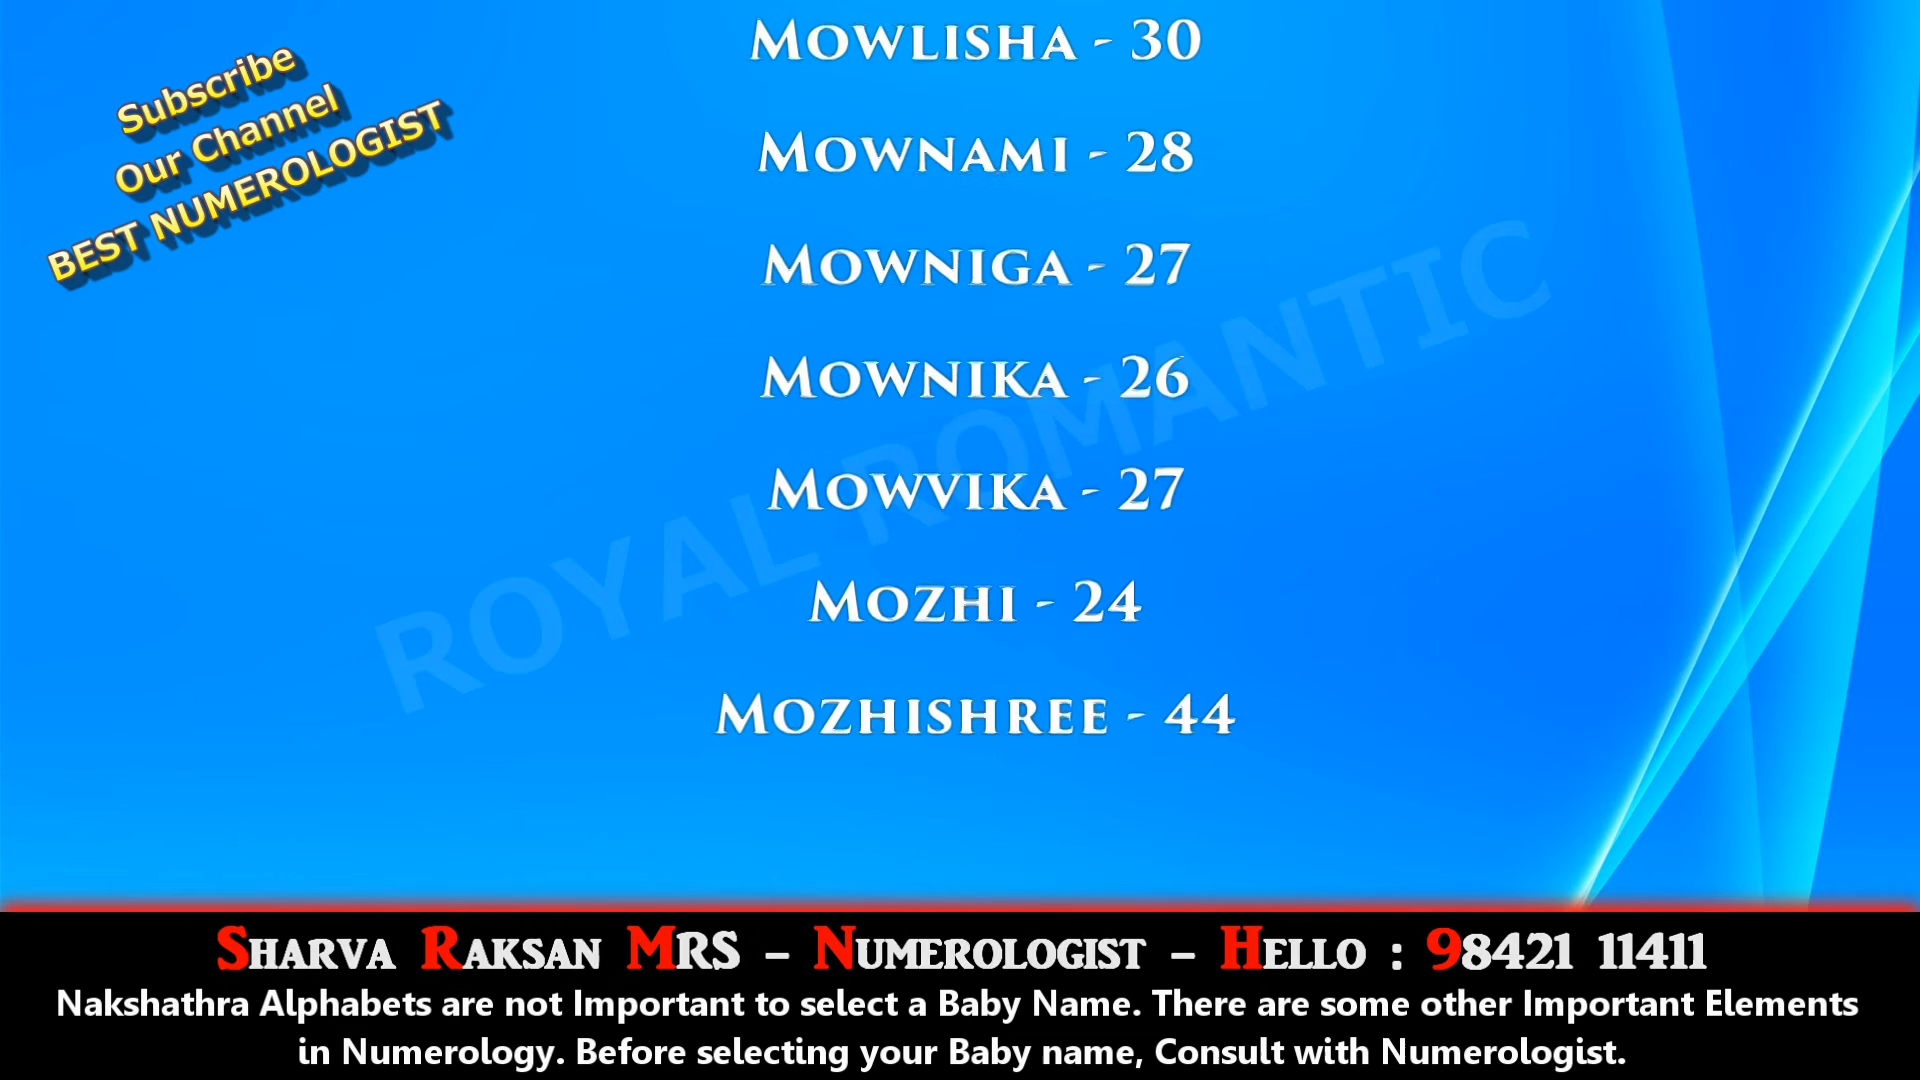 Subscribe
Our Channel
BEST NUMEROLOGIST
MOWLISHA - 30
MOWNAMI - 28
MOWNIGA - 27
MOWNIKA - 26
MOWVIKA - 27
MOZHI - 24
MOZHISHREE - 44
ROYAL ROMANTIC
SHARVA RAKSAN MRS – NUMEROLOGIST – HELLO : 98421 11411
Nakshathra Alphabets are not Important to select a Baby Name. There are some other Important Elements
in Numerology. Before selecting your Baby name, Consult with Numerologist.